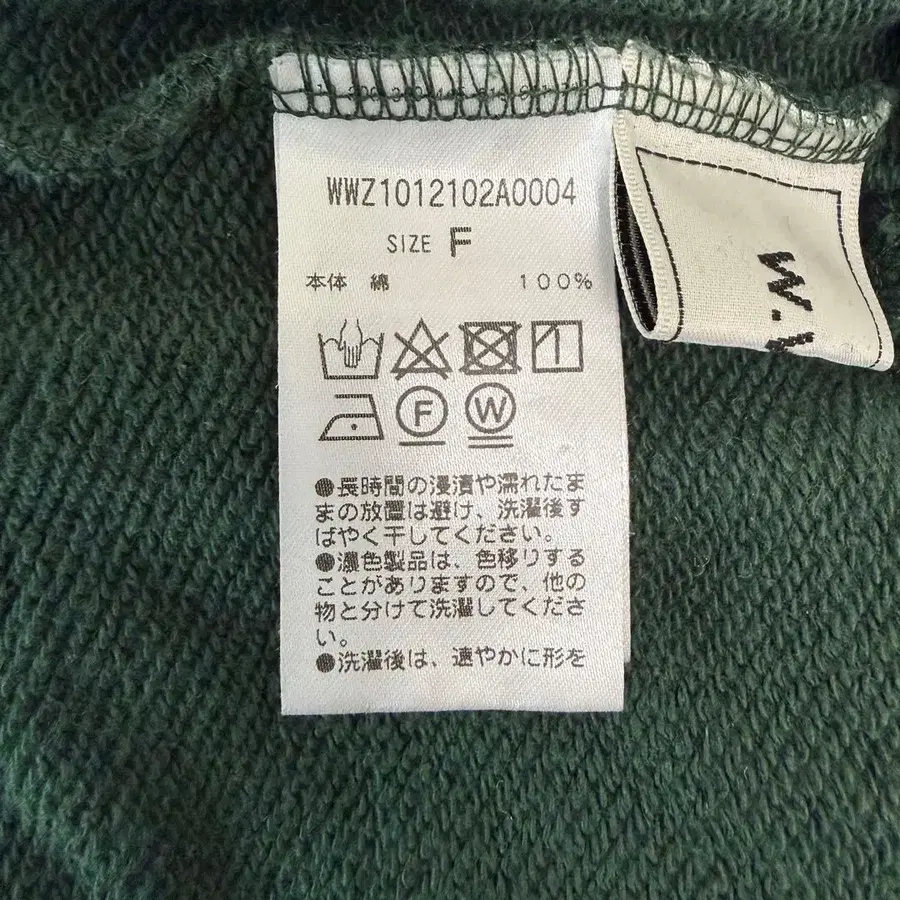 WWZ1012102A0004
SIZE F
本体 綿 100%
F
W
●長時間の浸漬や濡れたま
まの放置は避け、洗濯後す
ばやく干してください。
●濃色製品は、色移りする
ことがありますので、他の
物と分けて洗濯してくださ
い。
●洗濯後は、速やかに形を
W.